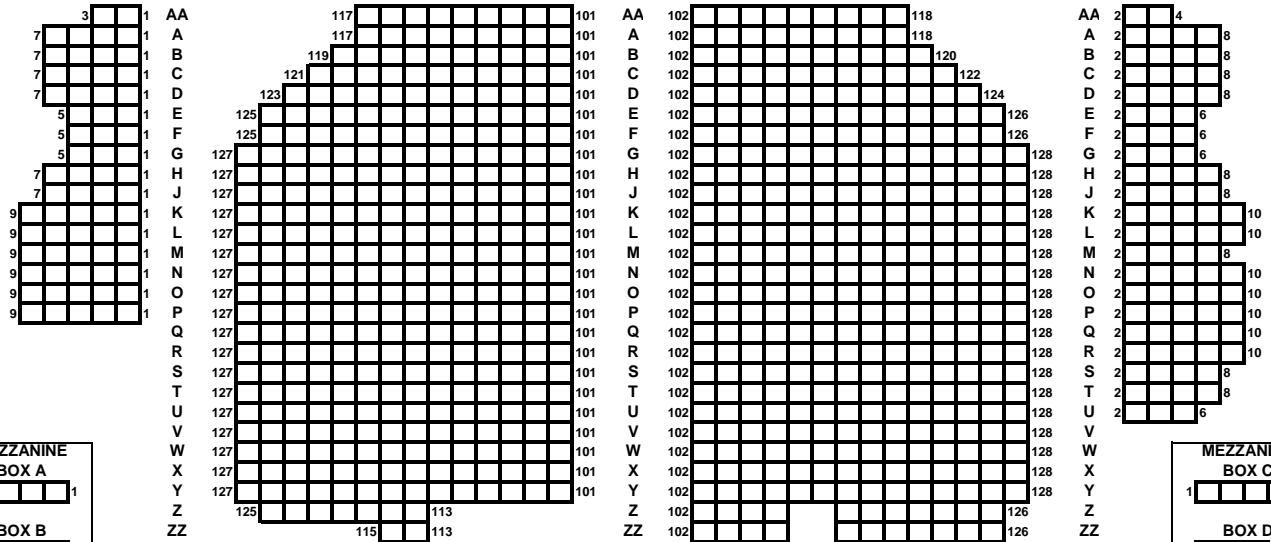 3 1 AA 117 101 AA 102 118 AA 2 4
7 1 A 117 101 A 102 118 A 2 8
7 1 B 119 101 B 102 120 B 2 8
7 1 C 121 101 C 102 122 C 2 8
7 1 D 123 101 D 102 124 D 2 8
5 1 E 125 101 E 102 126 E 2 6
5 1 F 125 101 F 102 126 F 2 6
5 1 G 127 101 G 102 128 G 2 6
7 1 H 127 101 H 102 128 H 2 8
7 1 J 127 101 J 102 128 J 2 8
9 1 K 127 101 K 102 128 K 2 10
9 1 L 127 101 L 102 128 L 2 10
9 1 M 127 101 M 102 128 M 2 8
9 1 N 127 101 N 102 128 N 2 10
9 1 O 127 101 O 102 128 O 2 10
9 1 P 127 101 P 102 128 P 2 10
Q 127 101 Q 102 128 Q 2 10
R 127 101 R 102 128 R 2 10
S 127 101 S 102 128 S 2 8
T 127 101 T 102 128 T 2 8
U 127 101 U 102 128 U 2 6
V 127 101 V 102 128 V
ZZANINE W 127 101 W 102 128 W MEZZANI
BOX A X 127 101 X 102 128 X BOX C
1 Y 127 101 Y 102 128 Y 1
Z 125 113 Z 102 126 Z
BOX B ZZ 115 113 ZZ 102 126 ZZ BOX D